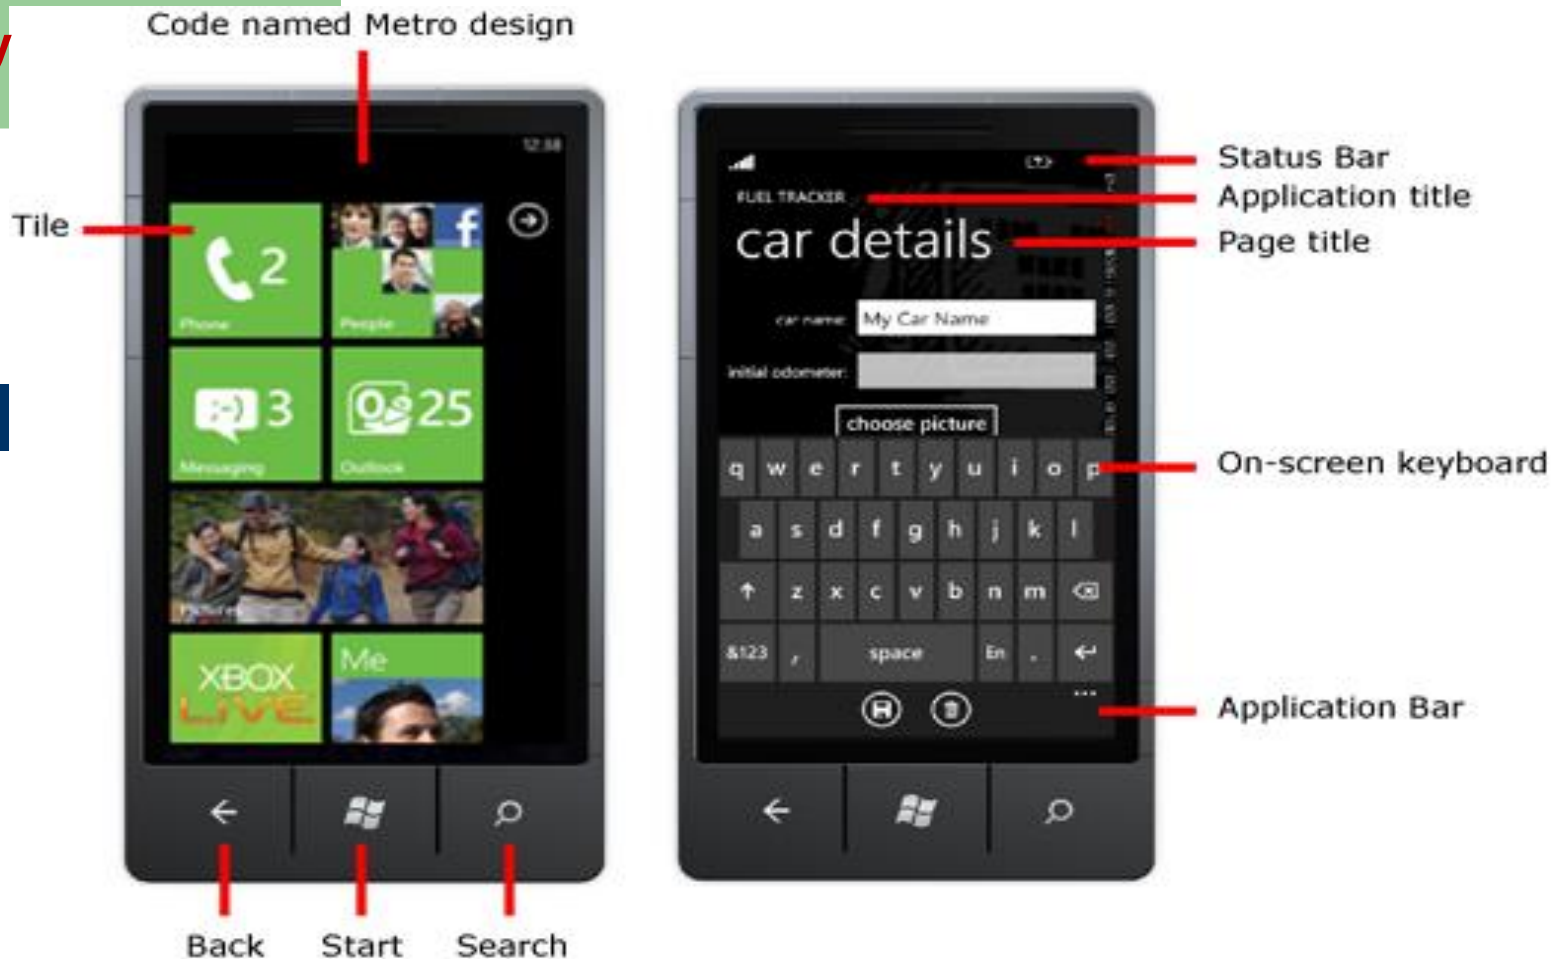 Code named Metro design
Tile
12:38
2
Phone
f
People
:-) 3
Messaging
O 25
Outlook
Pictures
XBOX
LIVE
Me
Back
Start
Search
FUEL TRACKER
car details
car name: My Car Name
initial odometer:
choose picture
q w e r t y u i o p
a s d f g h j k l
z x c v b n m
&123 , space En .
...
Status Bar
Application title
Page title
On-screen keyboard
Application Bar